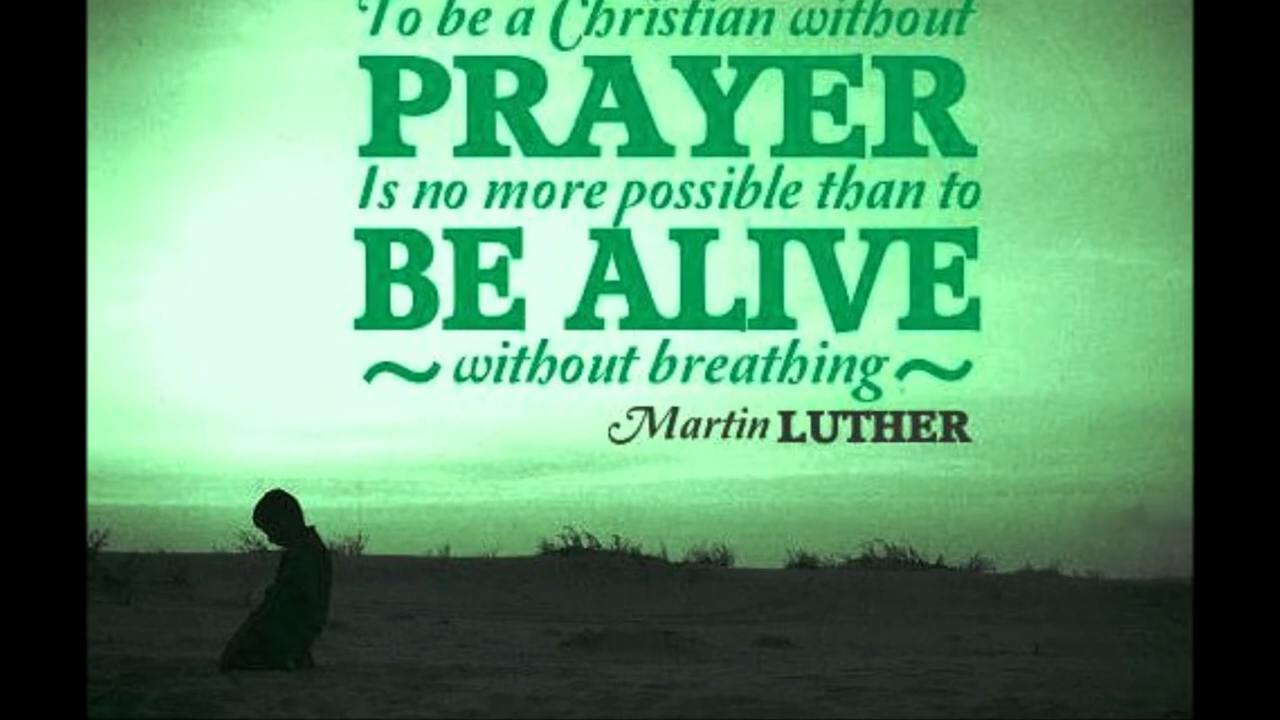 To be a Christian without
PRAYER
Is no more possible than to
BE ALIVE
~ without breathing ~
Martin LUTHER